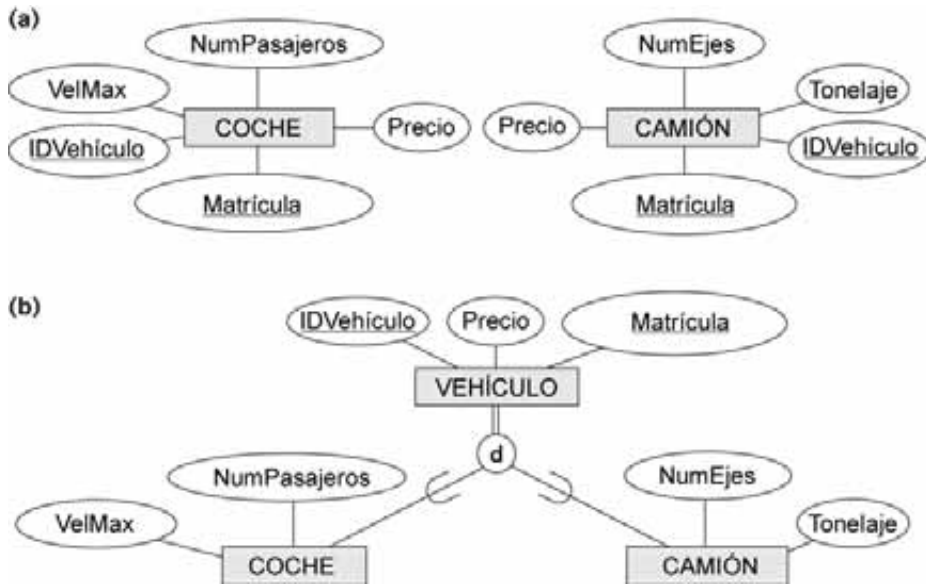 (a)
NumPasajeros
NumEjes
VelMax
Tonelaje
COCHE
Precio
Precio
CAMIÓN
IDVehículo
IDVehículo
Matrícula
Matrícula
(b)
IDVehículo
Precio
Matrícula
VEHÍCULO
d
NumPasajeros
NumEjes
VelMax
Tonelaje
COCHE
CAMIÓN